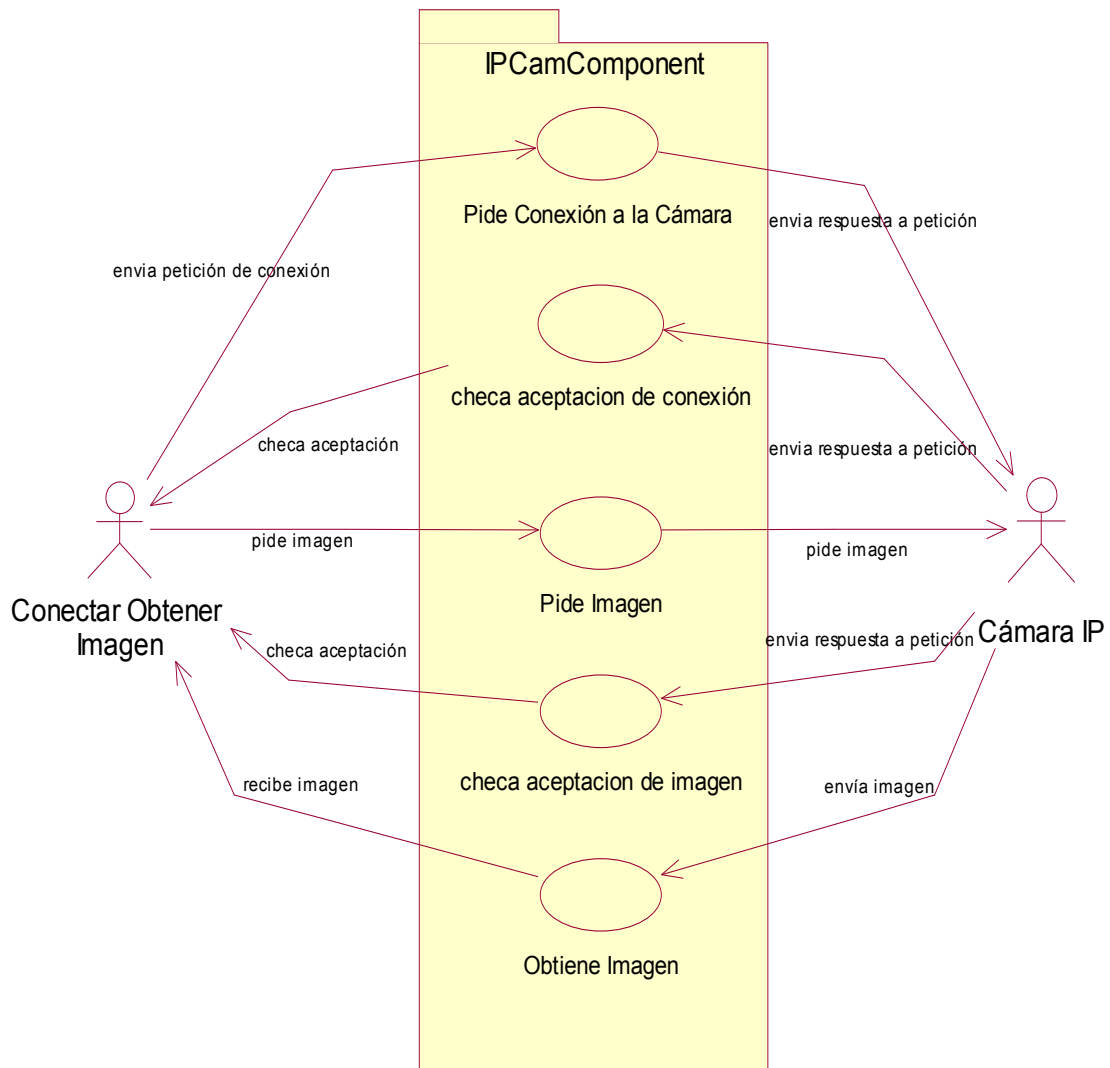 IPCamComponent
Pide Conexión a la Cámara
envia respuesta a petición
envia petición de conexión
checa aceptacion de conexión
checa aceptación
envia respuesta a petición
pide imagen
pide imagen
Pide Imagen
Conectar Obtener
Imagen
Cámara IP
envia respuesta a petición
checa aceptación
checa aceptacion de imagen
recibe imagen
envía imagen
Obtiene Imagen